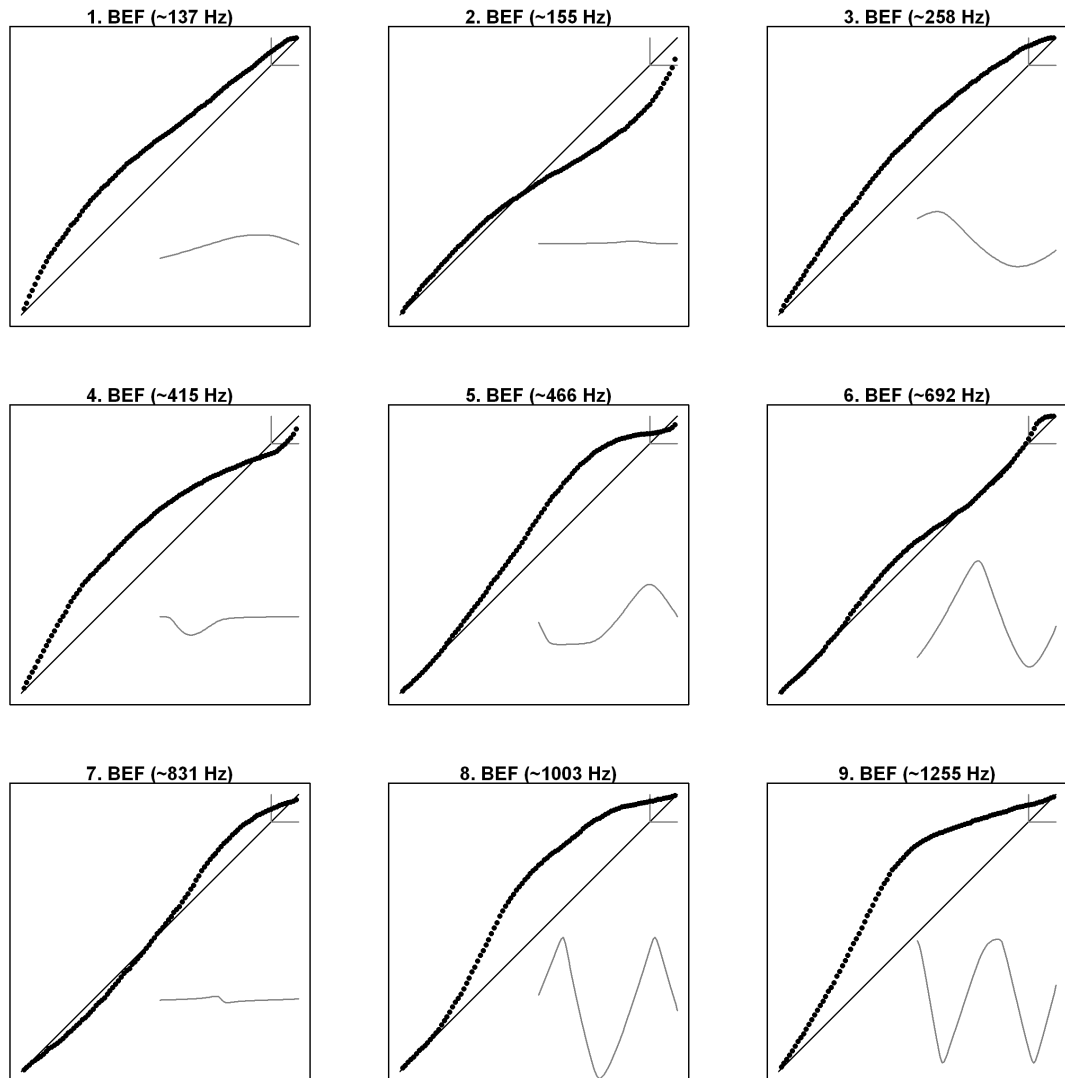 1. BEF (~137 Hz)
2. BEF (~155 Hz)
3. BEF (~258 Hz)
4. BEF (~415 Hz)
5. BEF (~466 Hz)
6. BEF (~692 Hz)
7. BEF (~831 Hz)
8. BEF (~1003 Hz)
9. BEF (~1255 Hz)